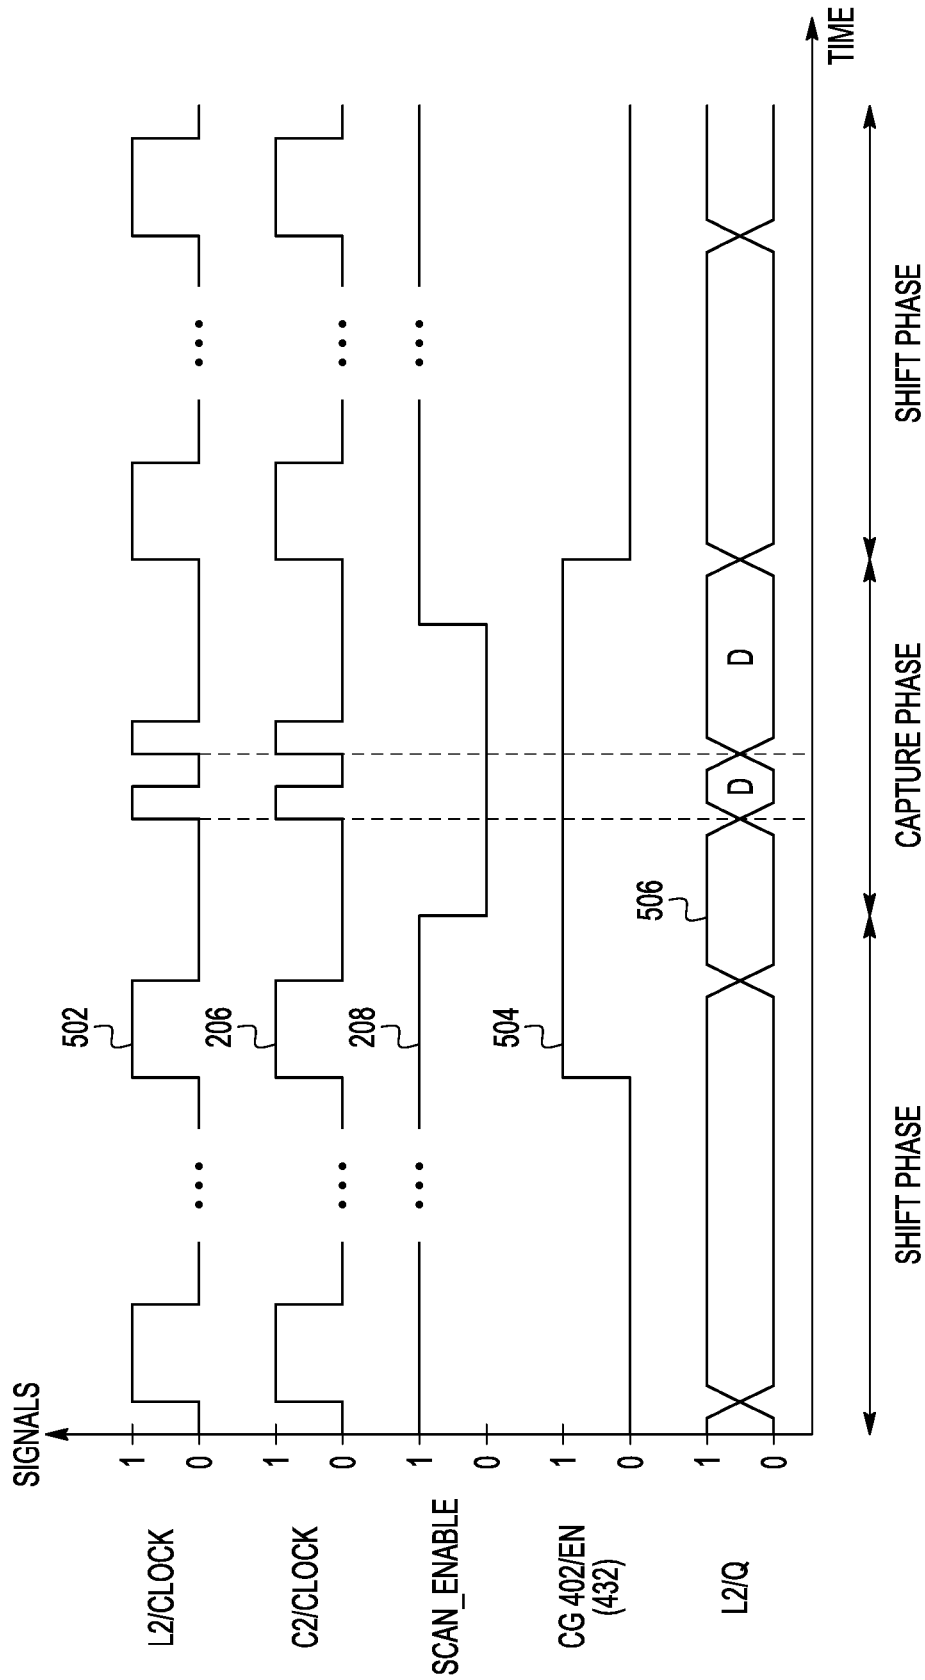 SIGNALS
L2/CLOCK
1
0
502
C2/CLOCK
1
0
206
SCAN_ENABLE
1
0
208
CG 402/EN
(432)
1
0
504
L2/Q
1
0
506
D
D
TIME
SHIFT PHASE
CAPTURE PHASE
SHIFT PHASE